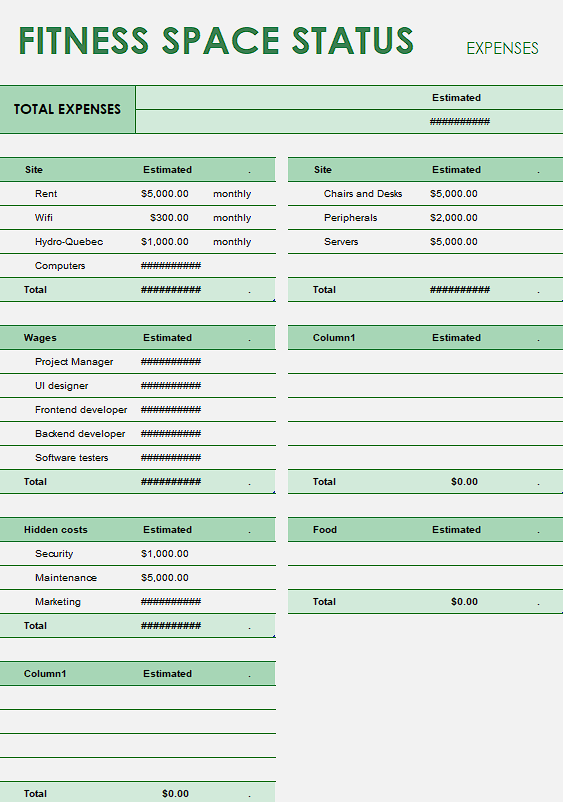 FITNESS SPACE STATUS EXPENSES
TOTAL EXPENSES
Estimated
##########
Site Estimated .
Rent $5,000.00 monthly
Wifi $300.00 monthly
Hydro-Quebec $1,000.00 monthly
Computers ##########
Total ########## .
Site Estimated .
Chairs and Desks $5,000.00
Peripherals $2,000.00
Servers $5,000.00
Total ########## .
Wages Estimated .
Project Manager ##########
UI designer ##########
Frontend developer ##########
Backend developer ##########
Software testers ##########
Total ########## .
Column1 Estimated .
Total $0.00 .
Hidden costs Estimated .
Security $1,000.00
Maintenance $5,000.00
Marketing ##########
Total ########## .
Food Estimated .
Total $0.00 .
Column1 Estimated .
Total $0.00 .